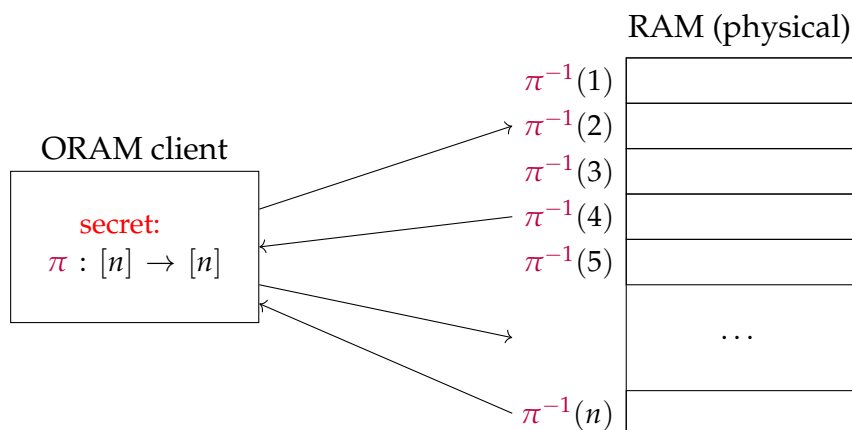 RAM (physical)
π⁻¹(1)
π⁻¹(2)
ORAM client
π⁻¹(3)
secret:
π⁻¹(4)
π : [n] → [n]
π⁻¹(5)
...
π⁻¹(n)